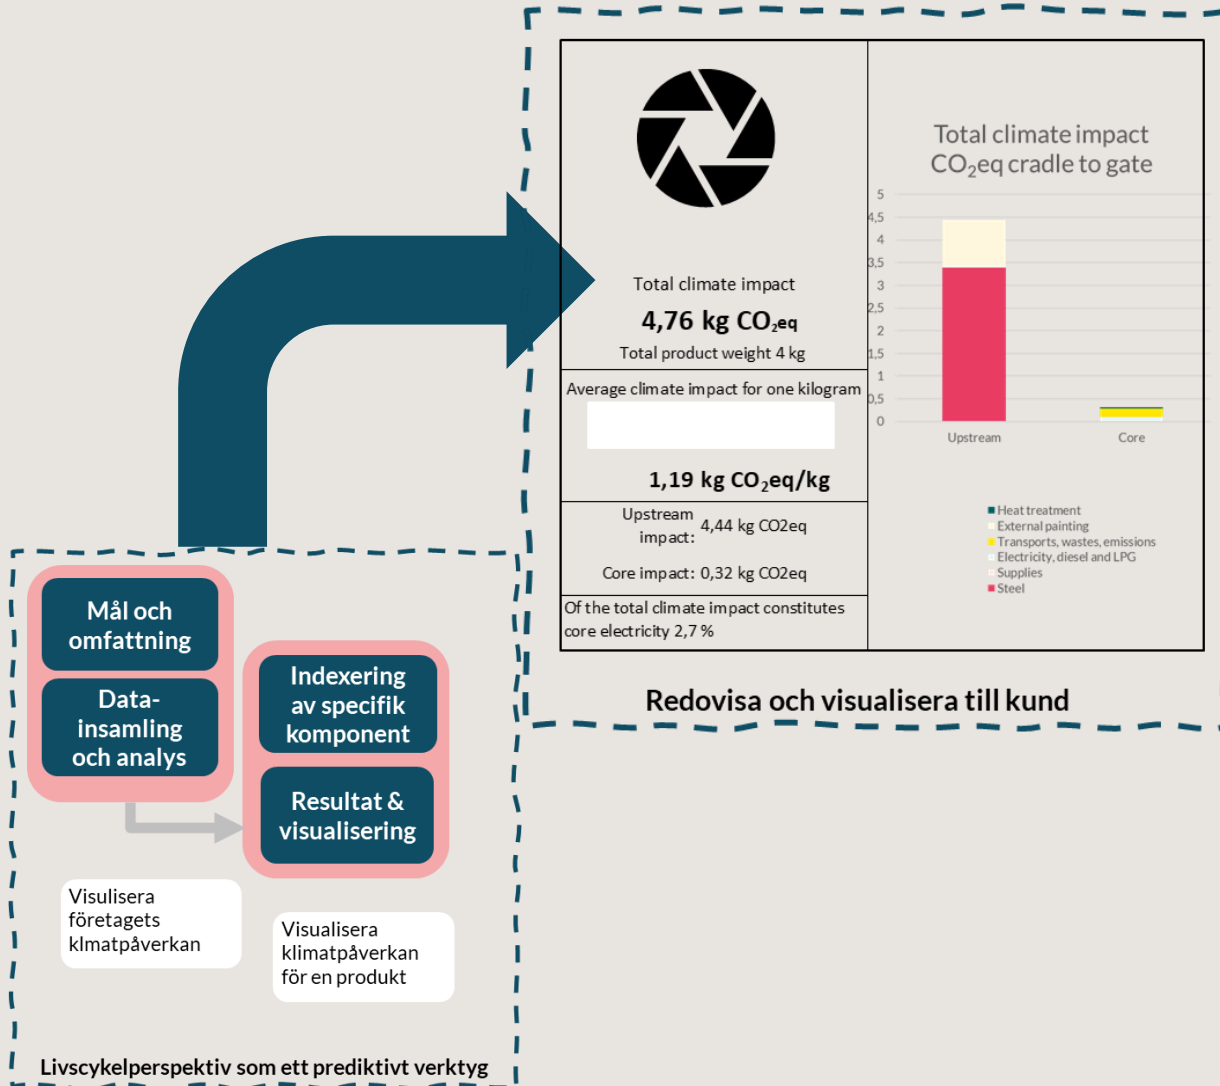 Total climate impact
4,76 kg CO₂eq
Total product weight 4 kg
Average climate impact for one kilogram
1,19 kg CO₂eq/kg
Upstream
impact:
4,44 kg CO2eq
Core impact: 0,32 kg CO2eq
Of the total climate impact constitutes
core electricity 2,7 %
Total climate impact
CO₂eq cradle to gate
5
4,5
4
3,5
3
2,5
2
1,5
1
0,5
0
Upstream
Core
Heat treatment
External painting
Transports, wastes, emissions
Electricity, diesel and LPG
Supplies
Steel
Redovisa och visualisera till kund
Mål och
omfattning
Data-
insamling
och analys
Indexering
av specifik
komponent
Resultat &
visualisering
Visulisera
företagets
klmatpåverkan
Visualisera
klimatpåverkan
för en produkt
Livscykelperspektiv som ett prediktivt verktyg